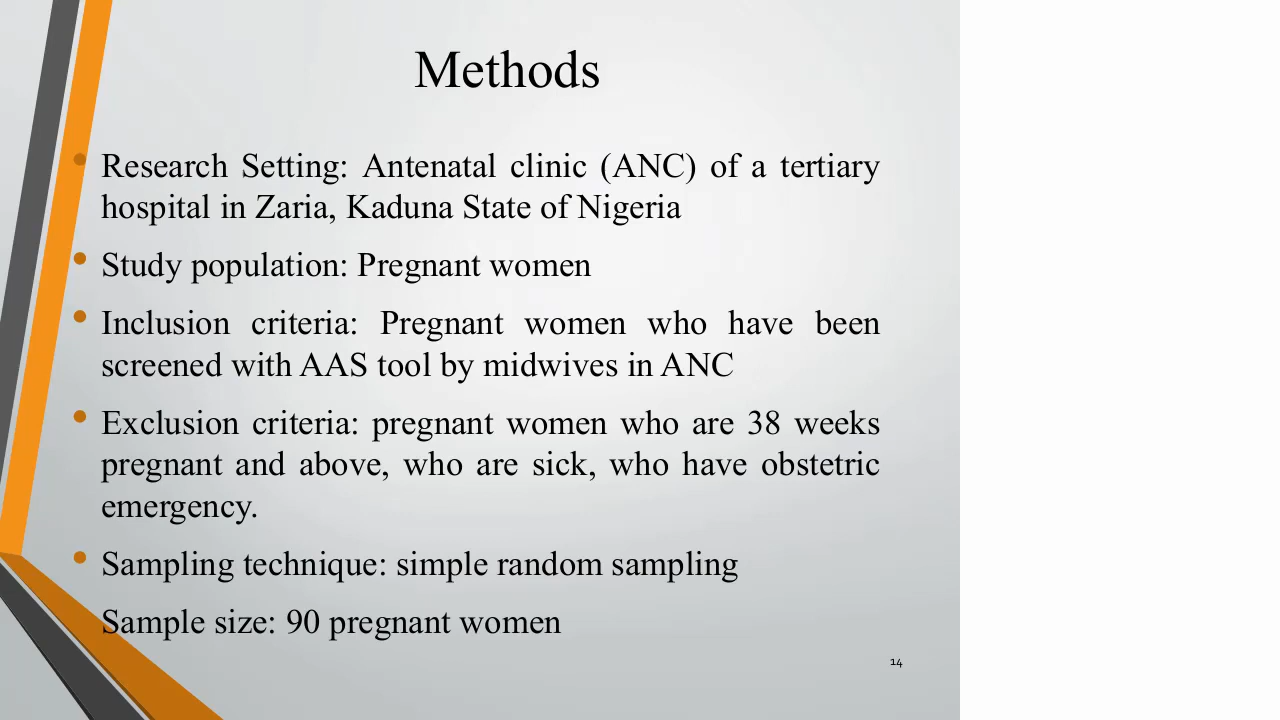 Methods
• Research Setting: Antenatal clinic (ANC) of a tertiary
hospital in Zaria, Kaduna State of Nigeria
• Study population: Pregnant women
• Inclusion criteria: Pregnant women who have been
screened with AAS tool by midwives in ANC
• Exclusion criteria: pregnant women who are 38 weeks
pregnant and above, who are sick, who have obstetric
emergency.
• Sampling technique: simple random sampling
Sample size: 90 pregnant women
14